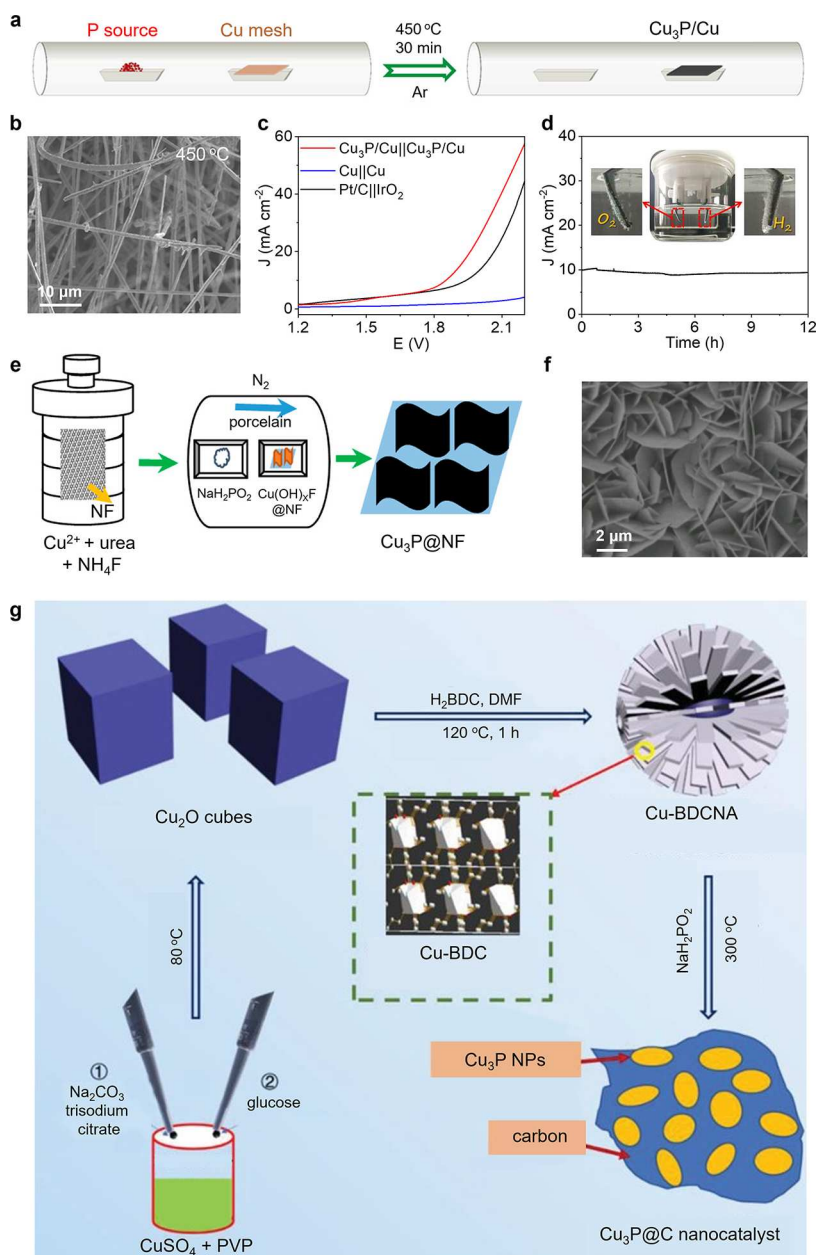 a
P source
Cu mesh
450 °C
30 min
Ar
Cu₃P/Cu
b
450 °C
10 µm
c
60
40
20
0
J (mA cm⁻²)
Cu₃P/Cu||Cu₃P/Cu
Cu||Cu
Pt/C||IrO₂
1.2
1.5
1.8
2.1
E (V)
d
40
30
20
10
0
J (mA cm⁻²)
O₂
H₂
0
3
6
9
12
Time (h)
e
NF
Cu²⁺ + urea
+ NH₄F
N₂
porcelain
NaH₂PO₂
Cu(OH)ₓF
@NF
Cu₃P@NF
f
2 µm
g
Cu₂O cubes
H₂BDC, DMF
120 °C, 1 h
Cu-BDCNA
Cu-BDC
80 °C
NaH₂PO₂
300 °C
①
Na₂CO₃
trisodium
citrate
②
glucose
CuSO₄ + PVP
Cu₃P NPs
carbon
Cu₃P@C nanocatalyst